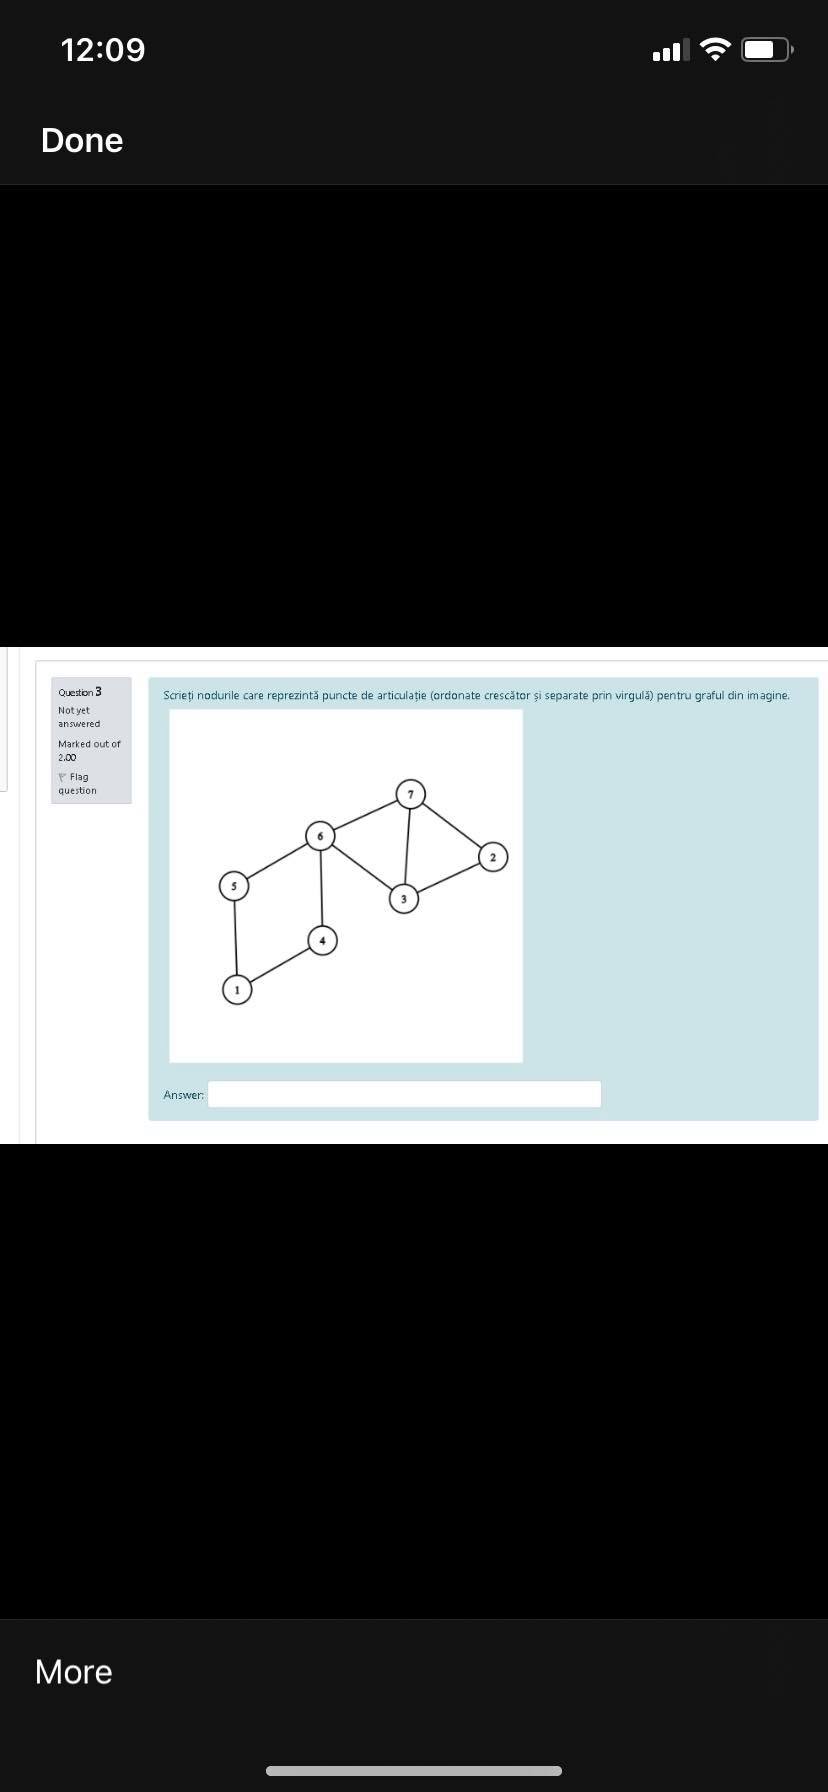 12:09
Done
Question 3
Not yet
answered
Marked out of
2.00
Flag
question
Scrieți nodurile care reprezintă puncte de articulație (ordonate crescător și separate prin virgulă) pentru graful din imagine.
7
6
2
5
3
4
1
Answer:
More